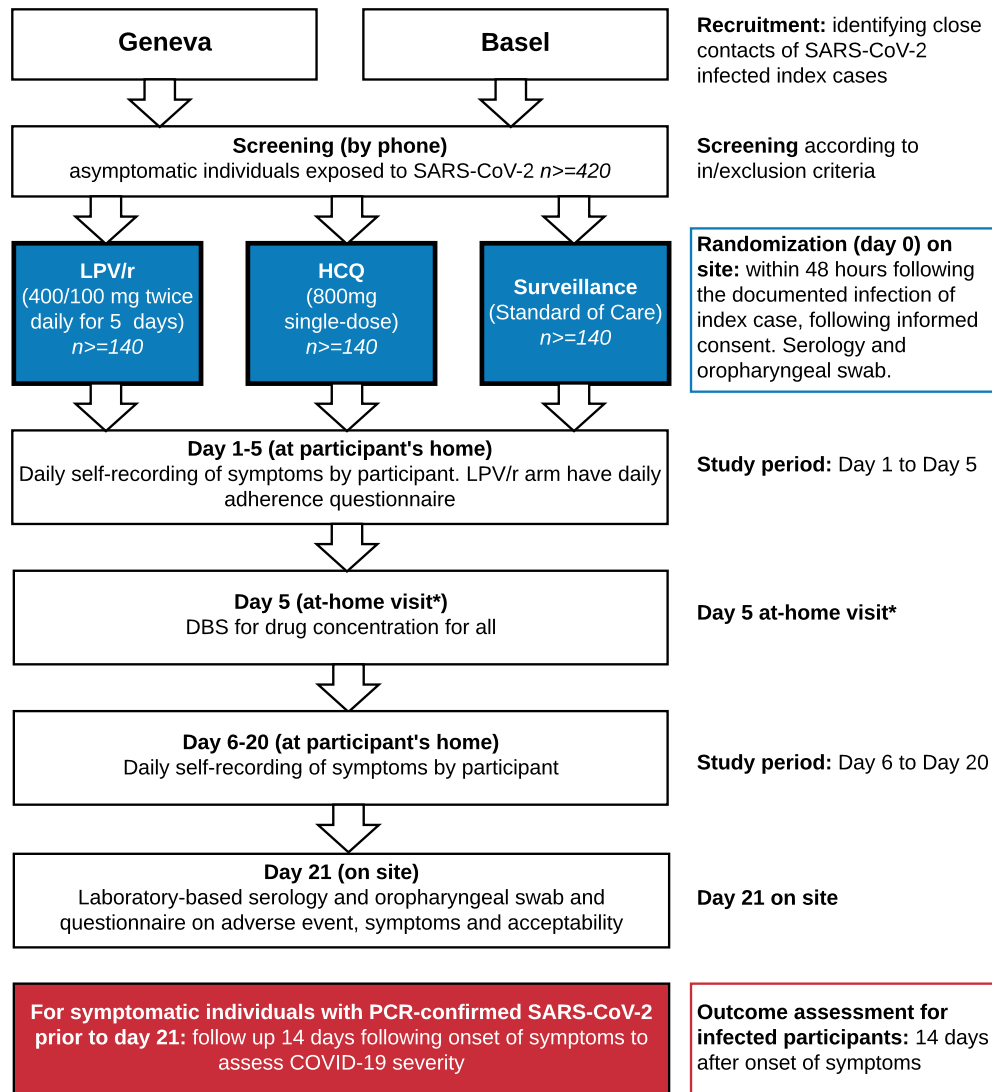 Geneva
Basel
Recruitment: identifying close
contacts of SARS-CoV-2
infected index cases
Screening (by phone)
asymptomatic individuals exposed to SARS-CoV-2 n>=420
Screening according to
in/exclusion criteria
LPV/r
(400/100 mg twice
daily for 5 days)
n>=140
HCQ
(800mg
single-dose)
n>=140
Surveillance
(Standard of Care)
n>=140
Randomization (day 0) on
site: within 48 hours following
the documented infection of
index case, following informed
consent. Serology and
oropharyngeal swab.
Day 1-5 (at participant's home)
Daily self-recording of symptoms by participant. LPV/r arm have daily
adherence questionnaire
Study period: Day 1 to Day 5
Day 5 (at-home visit*)
DBS for drug concentration for all
Day 5 at-home visit*
Day 6-20 (at participant's home)
Daily self-recording of symptoms by participant
Study period: Day 6 to Day 20
Day 21 (on site)
Laboratory-based serology and oropharyngeal swab and
questionnaire on adverse event, symptoms and acceptability
Day 21 on site
For symptomatic individuals with PCR-confirmed SARS-CoV-2
prior to day 21: follow up 14 days following onset of symptoms to
assess COVID-19 severity
Outcome assessment for
infected participants: 14 days
after onset of symptoms